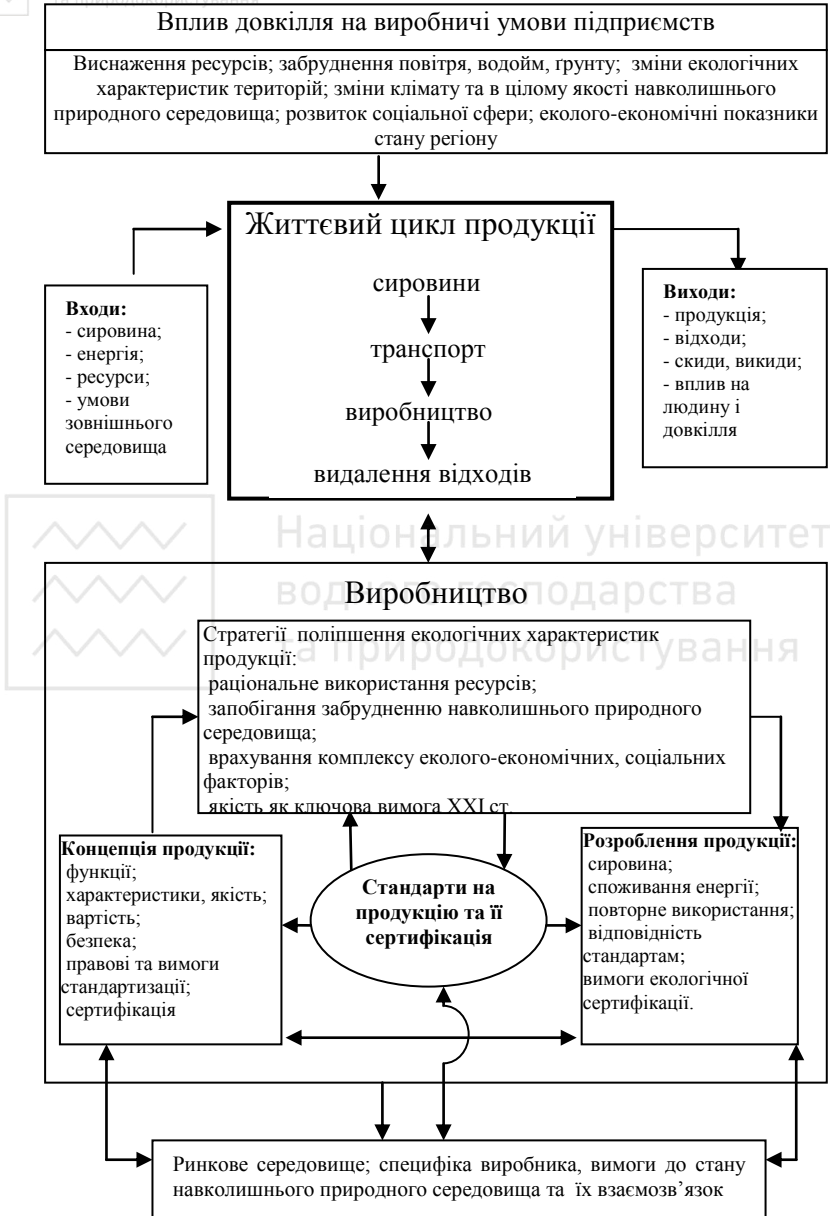 та природокористування
Вплив довкілля на виробничі умови підприємств
Виснаження ресурсів; забруднення повітря, водойм, ґрунту; зміни екологічних
характеристик територій; зміни клімату та в цілому якості навколишнього
природного середовища; розвиток соціальної сфери; еколого-економічні показники
стану регіону
Життєвий цикл продукції
сировини
транспорт
виробництво
видалення відходів
Входи:
- сировина;
- енергія;
- ресурси;
- умови
зовнішнього
середовища
Виходи:
- продукція;
- відходи;
- скиди, викиди;
- вплив на
людину і
довкілля
Національний університет
водного господарства
та природокористування
Виробництво
Стратегії поліпшення екологічних характеристик
продукції:
раціональне використання ресурсів;
запобігання забрудненню навколишнього природного
середовища;
врахування комплексу еколого-економічних, соціальних
факторів;
якість як ключова вимога XXI ст.
Концепція продукції:
функції;
характеристики, якість;
вартість;
безпека;
правові та вимоги
стандартизації;
сертифікація
Стандарти на
продукцію та її
сертифікація
Розроблення продукції:
сировина;
споживання енергії;
повторне використання;
відповідність
стандартам;
вимоги екологічної
сертифікації.
Ринкове середовище; специфіка виробника, вимоги до стану
навколишнього природного середовища та їх взаємозв’язок